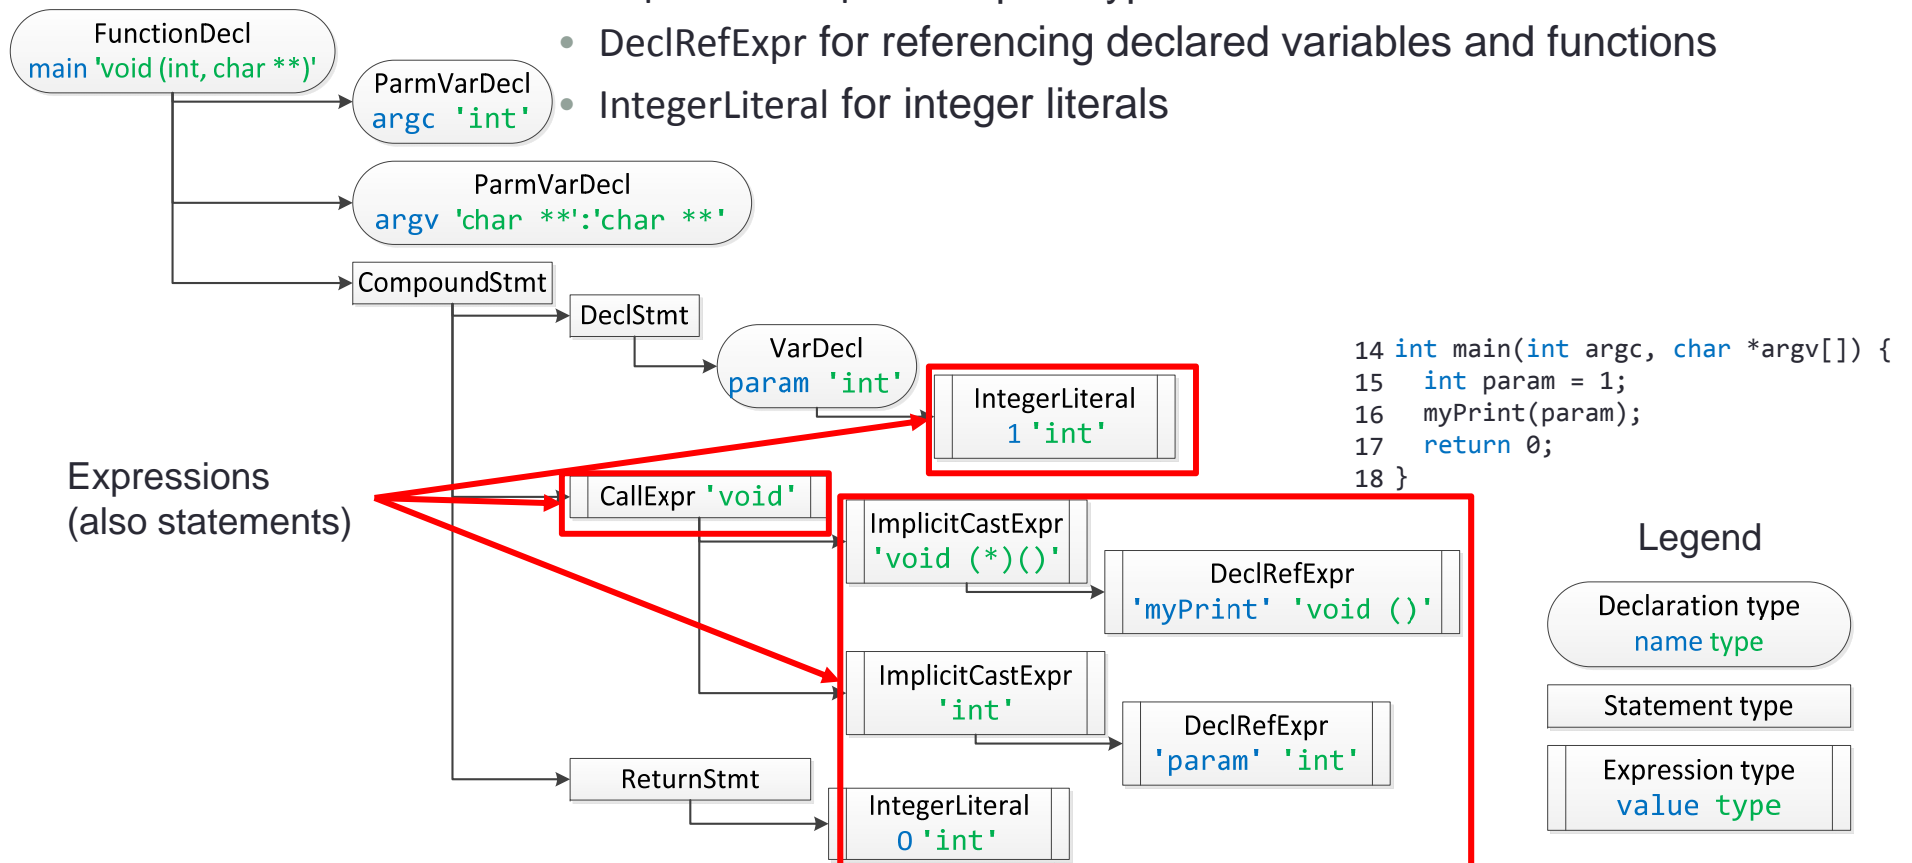 • DeclRefExpr for referencing declared variables and functions
• IntegerLiteral for integer literals
FunctionDecl
main 'void (int, char **)'
ParmVarDecl
argc 'int'
ParmVarDecl
argv 'char **':'char **'
CompoundStmt
DeclStmt
VarDecl
param 'int'
IntegerLiteral
1 'int'
Expressions
(also statements)
CallExpr 'void'
ImplicitCastExpr
'void (*)()'
DeclRefExpr
'myPrint' 'void ()'
ImplicitCastExpr
'int'
DeclRefExpr
'param' 'int'
ReturnStmt
IntegerLiteral
0 'int'
14 int main(int argc, char *argv[]) {
15 int param = 1;
16 myPrint(param);
17 return 0;
18 }
Legend
Declaration type
name type
Statement type
Expression type
value type